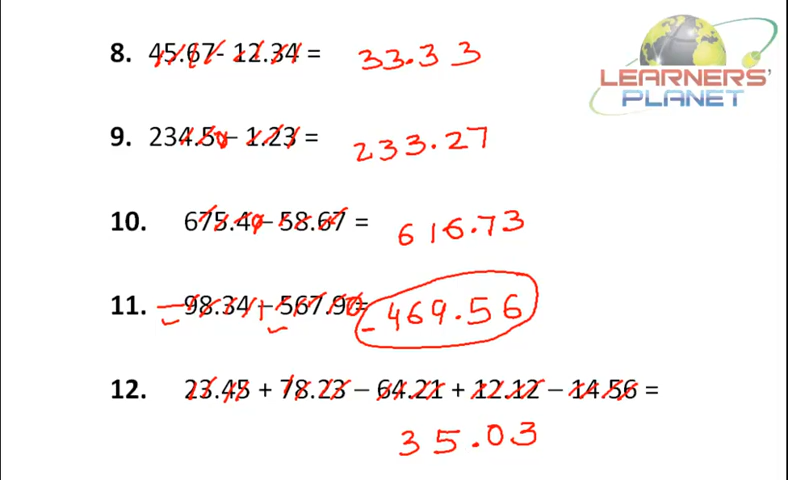 8. 45.67- 12.34 = 33.33
LEARNERS'
PLANET
9. 234.50 – 1.23 = 233.27
10. 675.40 – 58.67 = 616.73
11. – 98.34 + – 567.90 = -469.56
12. 23.45 + 78.23 – 64.21 + 12.12 – 14.56 =
35.03